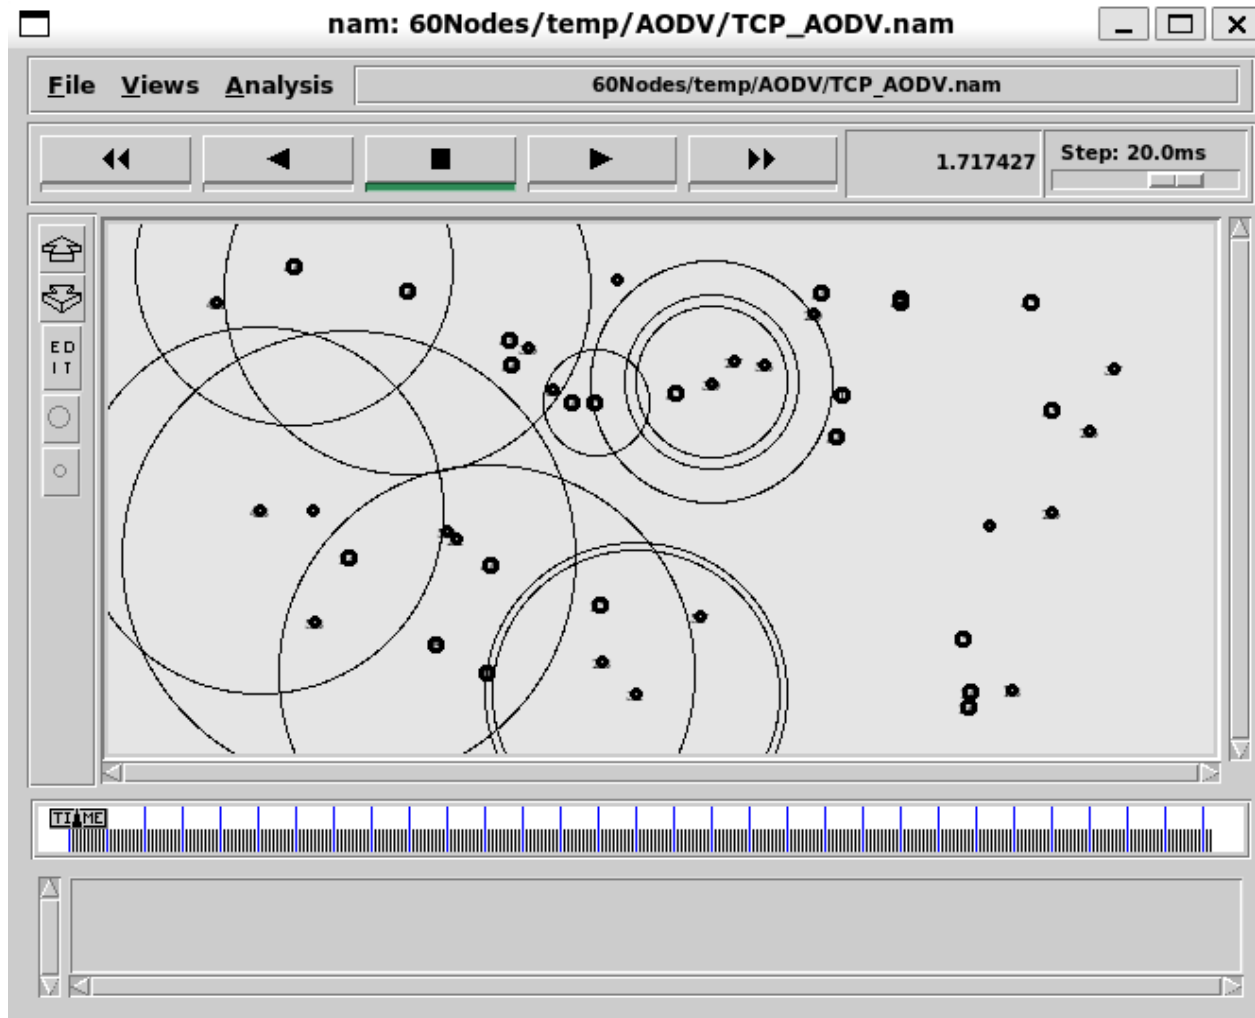 nam: 60Nodes/temp/AODV/TCP_AODV.nam
File Views Analysis 60Nodes/temp/AODV/TCP_AODV.nam
1.717427 Step: 20.0ms
ED
IT
TIME